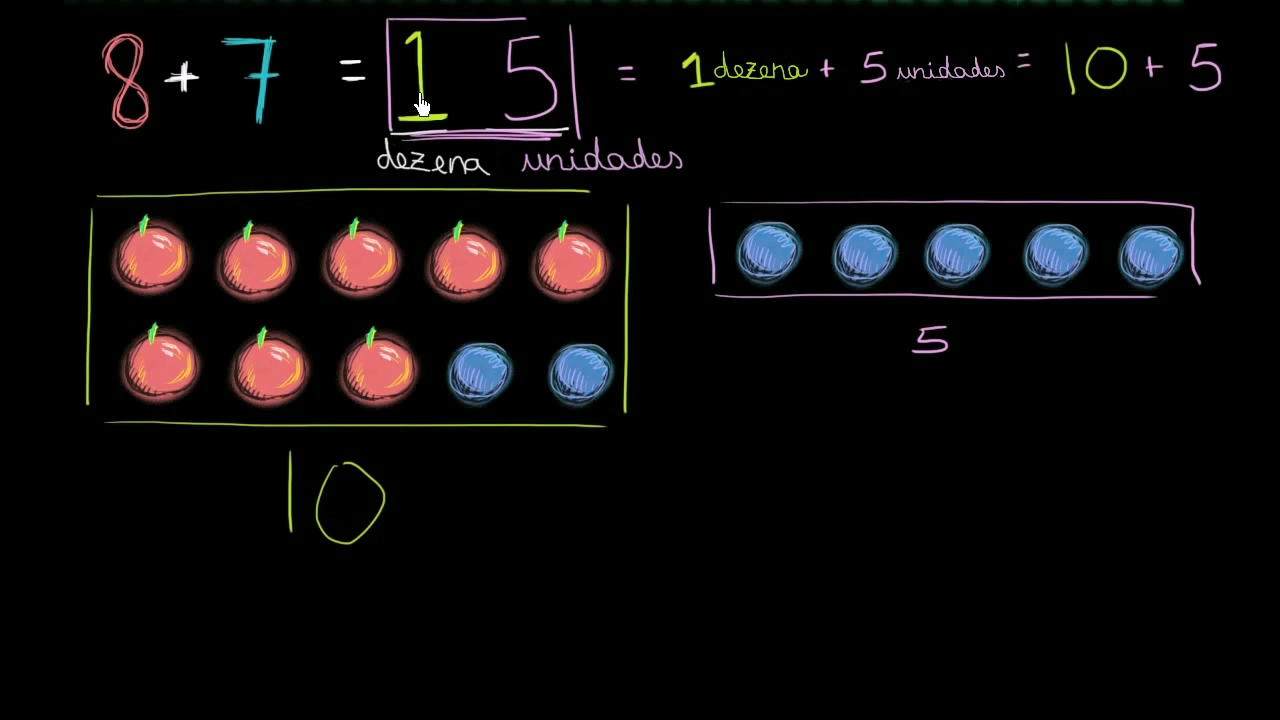 8 + 7 = 15 = 1 dezena + 5 unidades = 10 + 5
dezena unidades
5
10